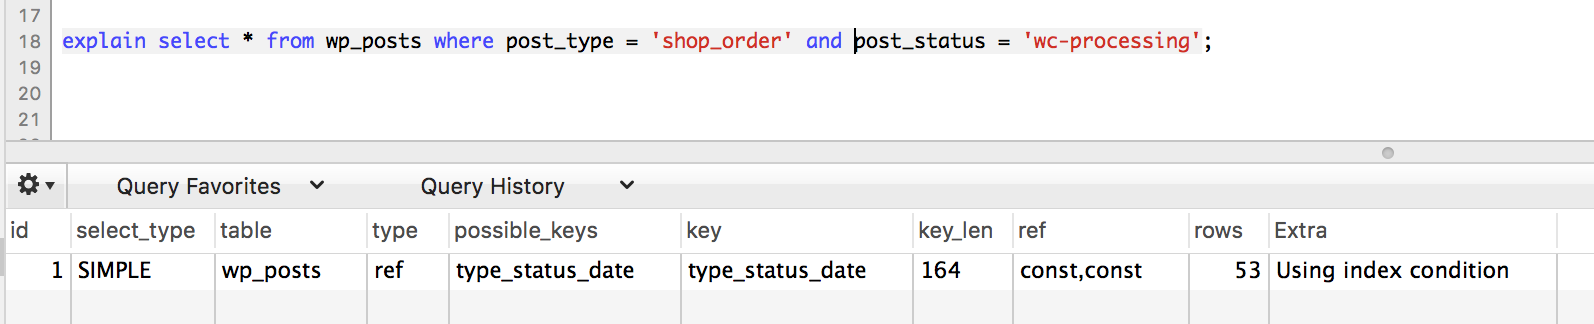 17
18 explain select * from wp_posts where post_type = 'shop_order' and post_status = 'wc-processing';
19
20
21
Query Favorites Query History
id select_type table type possible_keys key key_len ref rows Extra
1 SIMPLE wp_posts ref type_status_date type_status_date 164 const,const 53 Using index condition